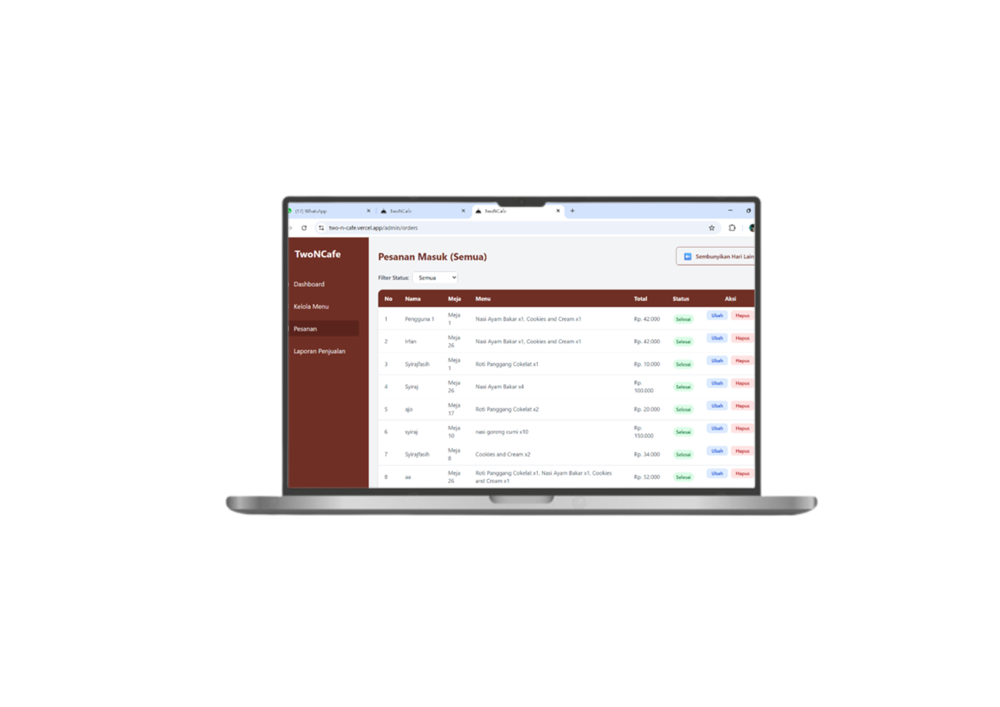 (17) WhatsApp
TwoNCafe
TwoNCafe
two-n-cafe.vercel.app/admin/orders
TwoNCafe
Dashboard
Kelola Menu
Pesanan
Laporan Penjualan
Pesanan Masuk (Semua)
Sembunyikan Hari Lain
Filter Status: Semua
No Nama Meja Menu Total Status Aksi
1 Pengguna 1 Meja 1 Nasi Ayam Bakar x1, Cookies and Cream x1 Rp. 42.000 Selesai Ubah Hapus
2 Irfan Meja 26 Nasi Ayam Bakar x1, Cookies and Cream x1 Rp. 42.000 Selesai Ubah Hapus
3 Syirajfasih Meja 1 Roti Panggang Cokelat x1 Rp. 10.000 Selesai Ubah Hapus
4 Syiraj Meja 26 Nasi Ayam Bakar x4 Rp. 100.000 Selesai Ubah Hapus
5 ajo Meja 17 Roti Panggang Cokelat x2 Rp. 20.000 Selesai Ubah Hapus
6 syiraj Meja 10 nasi goreng cumi x10 Rp. 150.000 Selesai Ubah Hapus
7 Syirajfasih Meja 8 Cookies and Cream x2 Rp. 34.000 Selesai Ubah Hapus
8 aa Meja 26 Roti Panggang Cokelat x1, Nasi Ayam Bakar x1, Cookies and Cream x1 Rp. 52.000 Selesai Ubah Hapus